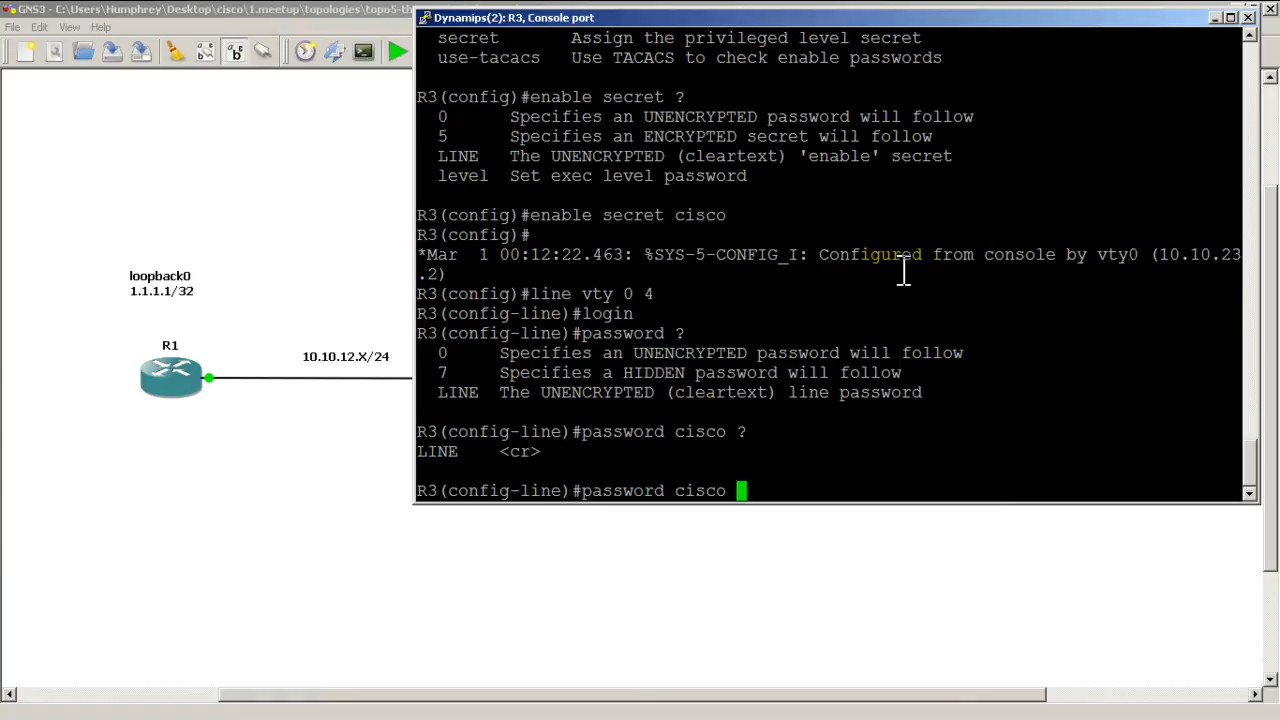 GNS3 - C:\Users\Humphrey\Desktop\cisco\1.meetup\topologies\topo5-th
Dynamips(2): R3, Console port
File Edit View Help
secret Assign the privileged level secret
use-tacacs Use TACACS to check enable passwords
R3(config)#enable secret ?
0 Specifies an UNENCRYPTED password will follow
5 Specifies an ENCRYPTED secret will follow
LINE The UNENCRYPTED (cleartext) 'enable' secret
level Set exec level password
R3(config)#enable secret cisco
R3(config)#
*Mar 1 00:12:22.463: %SYS-5-CONFIG_I: Configured from console by vty0 (10.10.23
.2)
R3(config)#line vty 0 4
R3(config-line)#login
R3(config-line)#password ?
0 Specifies an UNENCRYPTED password will follow
7 Specifies a HIDDEN password will follow
LINE The UNENCRYPTED (cleartext) line password
R3(config-line)#password cisco ?
LINE <cr>
R3(config-line)#password cisco
loopback0
1.1.1.1/32
R1
10.10.12.X/24